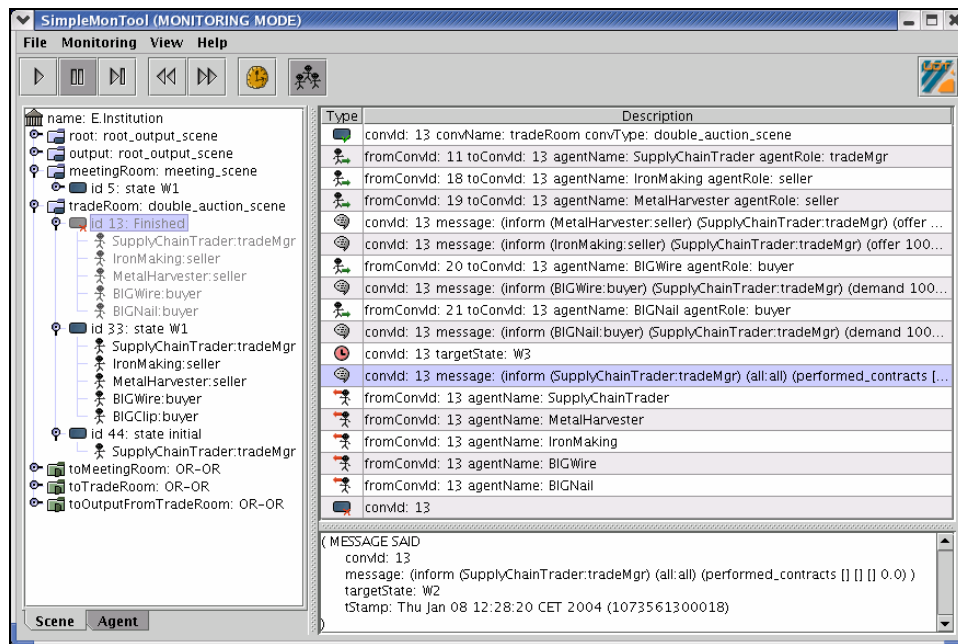 SimpleMonTool (MONITORING MODE)
File Monitoring View Help
name: E.Institution
root: root_output_scene
output: root_output_scene
meetingRoom: meeting_scene
id 5: state W1
tradeRoom: double_auction_scene
id 13: Finished
SupplyChainTrader:tradeMgr
IronMaking:seller
MetalHarvester:seller
BIGWire:buyer
BIGNail:buyer
id 33: state W1
SupplyChainTrader:tradeMgr
IronMaking:seller
MetalHarvester:seller
BIGWire:buyer
BIGClip:buyer
id 44: state initial
SupplyChainTrader:tradeMgr
toMeetingRoom: OR-OR
toTradeRoom: OR-OR
toOutputFromTradeRoom: OR-OR
Scene Agent
Type Description
convId: 13 convName: tradeRoom convType: double_auction_scene
fromConvId: 11 toConvId: 13 agentName: SupplyChainTrader agentRole: tradeMgr
fromConvId: 18 toConvId: 13 agentName: IronMaking agentRole: seller
fromConvId: 19 toConvId: 13 agentName: MetalHarvester agentRole: seller
convId: 13 message: (inform (MetalHarvester:seller) (SupplyChainTrader:tradeMgr) (offer ...
convId: 13 message: (inform (IronMaking:seller) (SupplyChainTrader:tradeMgr) (offer 100...
fromConvId: 20 toConvId: 13 agentName: BIGWire agentRole: buyer
convId: 13 message: (inform (BIGWire:buyer) (SupplyChainTrader:tradeMgr) (demand 100...
fromConvId: 21 toConvId: 13 agentName: BIGNail agentRole: buyer
convId: 13 message: (inform (BIGNail:buyer) (SupplyChainTrader:tradeMgr) (demand 100...
convId: 13 targetState: W3
convId: 13 message: (inform (SupplyChainTrader:tradeMgr) (all:all) (performed_contracts [...
fromConvId: 13 agentName: SupplyChainTrader
fromConvId: 13 agentName: MetalHarvester
fromConvId: 13 agentName: IronMaking
fromConvId: 13 agentName: BIGWire
fromConvId: 13 agentName: BIGNail
convId: 13
( MESSAGE SAID
convId: 13
message: (inform (SupplyChainTrader:tradeMgr) (all:all) (performed_contracts [] [] [] 0.0) )
targetState: W2
tStamp: Thu Jan 08 12:28:20 CET 2004 (1073561300018)
)